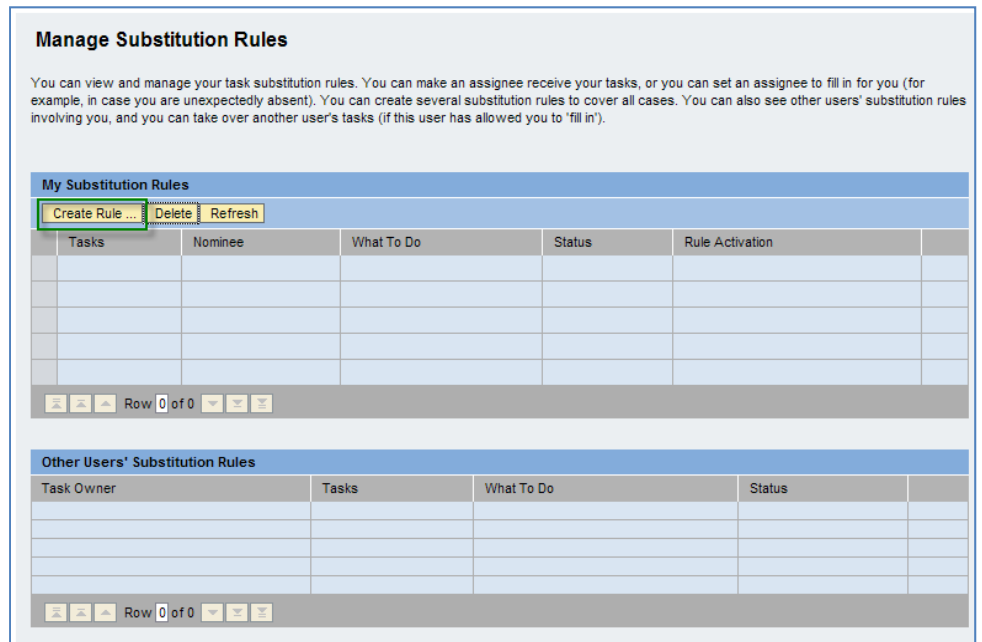 Manage Substitution Rules
You can view and manage your task substitution rules. You can make an assignee receive your tasks, or you can set an assignee to fill in for you (for
example, in case you are unexpectedly absent). You can create several substitution rules to cover all cases. You can also see other users' substitution rules
involving you, and you can take over another user's tasks (if this user has allowed you to 'fill in').
My Substitution Rules
Create Rule ... Delete Refresh
Tasks Nominee What To Do Status Rule Activation
Row 0 of 0
Other Users' Substitution Rules
Task Owner Tasks What To Do Status
Row 0 of 0